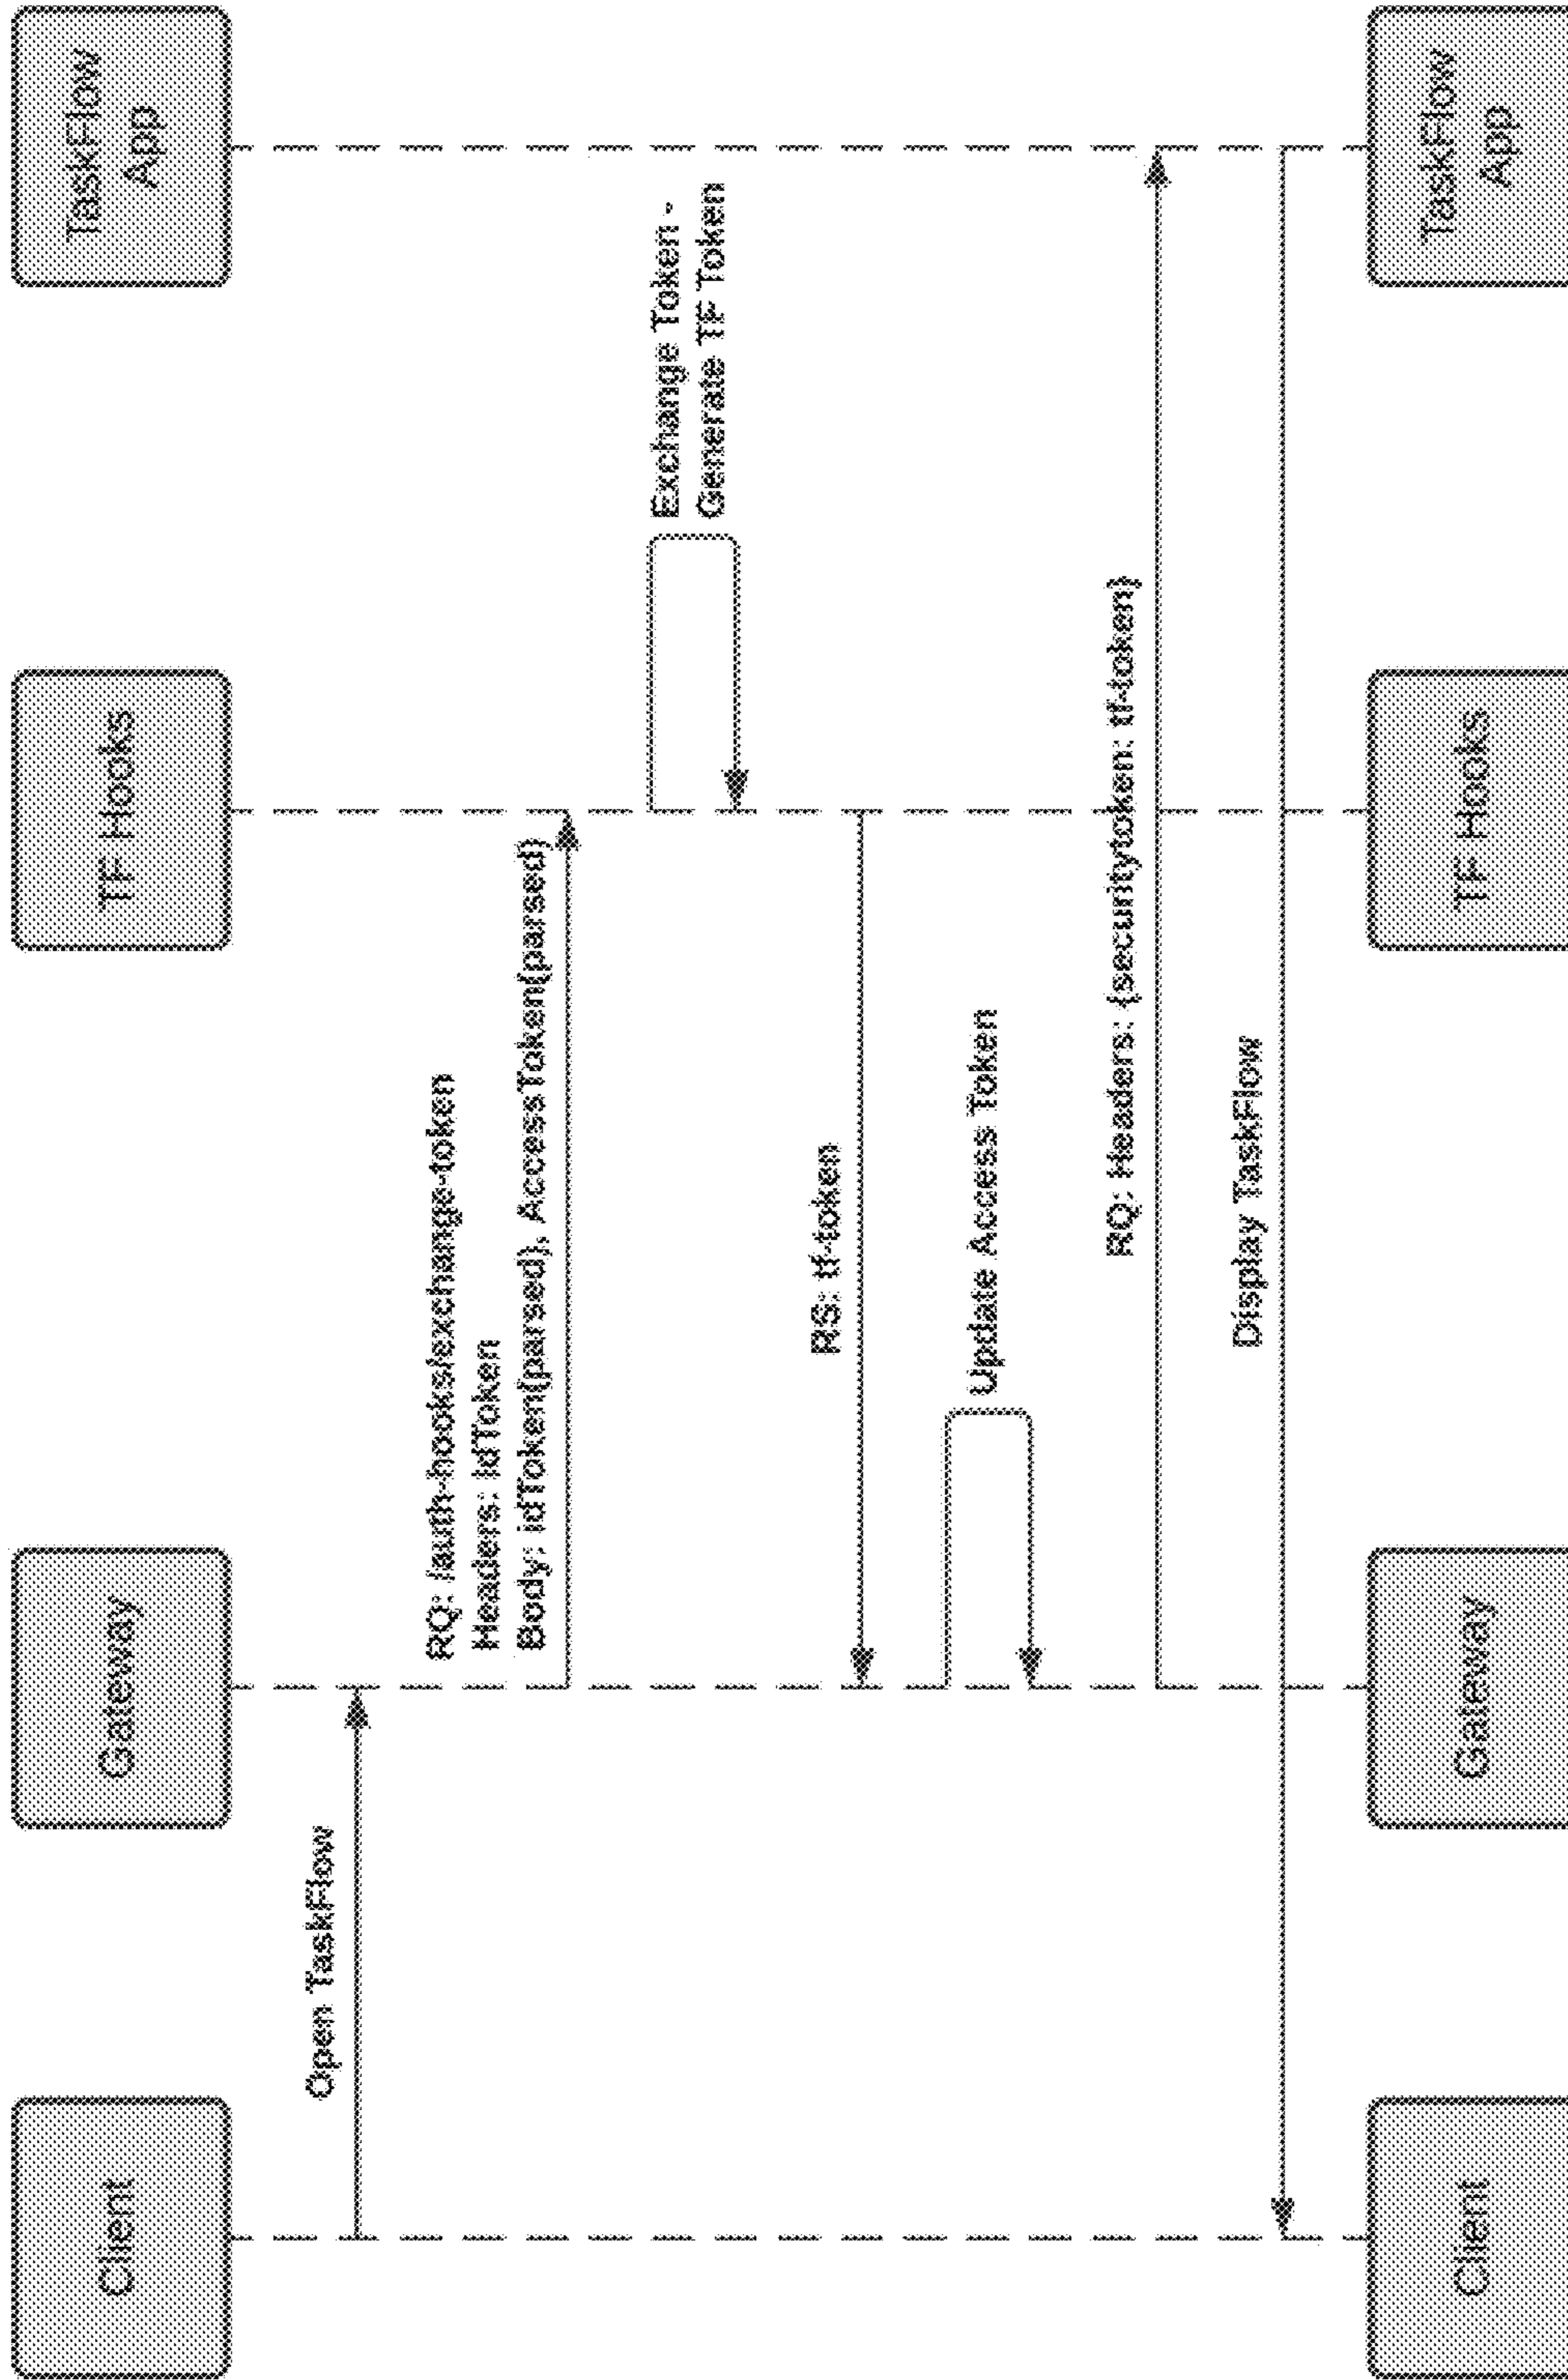 Client
Gateway
TF Hooks
TaskFlow
App
Open TaskFlow
RQ: /auth-hooks/exchange-token
Headers: idToken
Body: idToken(parsed), AccessToken(parsed)
Exchange Token -
Generate TF Token
RS: tf-token
Update Access Token
RQ: Headers: {securitytoken: tf-token}
Display TaskFlow
Client
Gateway
TF Hooks
TaskFlow
App